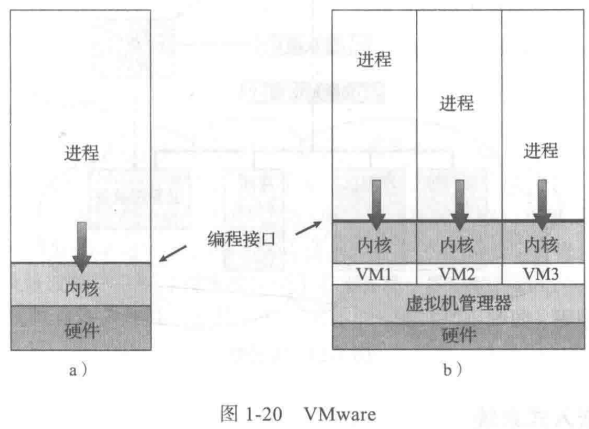 进程
内核
硬件
a）
编程接口
进程
进程
进程
内核
内核
内核
VM1
VM2
VM3
虚拟机管理器
硬件
b）
图 1-20 VMware